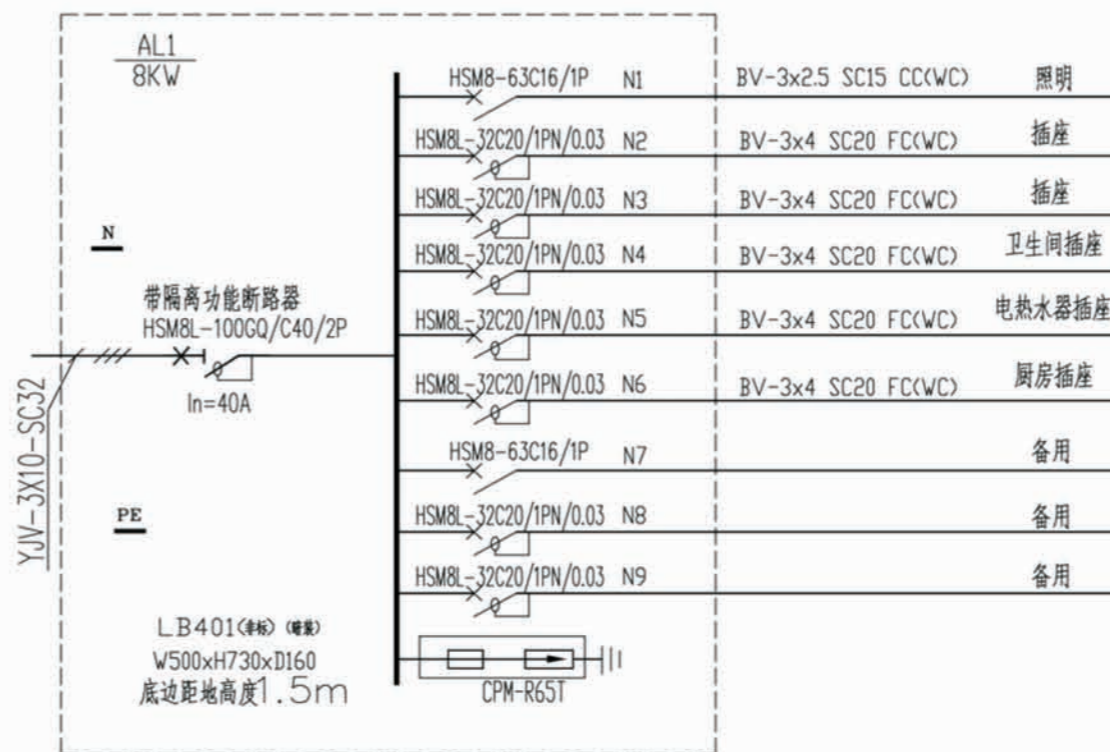 AL1
8KW
HSM8-63C16/1P N1 BV-3x2.5 SC15 CC(WC) 照明
HSM8L-32C20/1PN/0.03 N2 BV-3x4 SC20 FC(WC) 插座
HSM8L-32C20/1PN/0.03 N3 BV-3x4 SC20 FC(WC) 插座
HSM8L-32C20/1PN/0.03 N4 BV-3x4 SC20 FC(WC) 卫生间插座
HSM8L-32C20/1PN/0.03 N5 BV-3x4 SC20 FC(WC) 电热水器插座
HSM8L-32C20/1PN/0.03 N6 BV-3x4 SC20 FC(WC) 厨房插座
HSM8-63C16/1P N7 备用
HSM8L-32C20/1PN/0.03 N8 备用
HSM8L-32C20/1PN/0.03 N9 备用
CPM-R65T
N
带隔离功能断路器
HSM8L-100GQ/C40/2P
In=40A
YJV-3X10-SC32
PE
LB401(非标)(暗装)
W500xH730xD160
底边距地高度1.5m